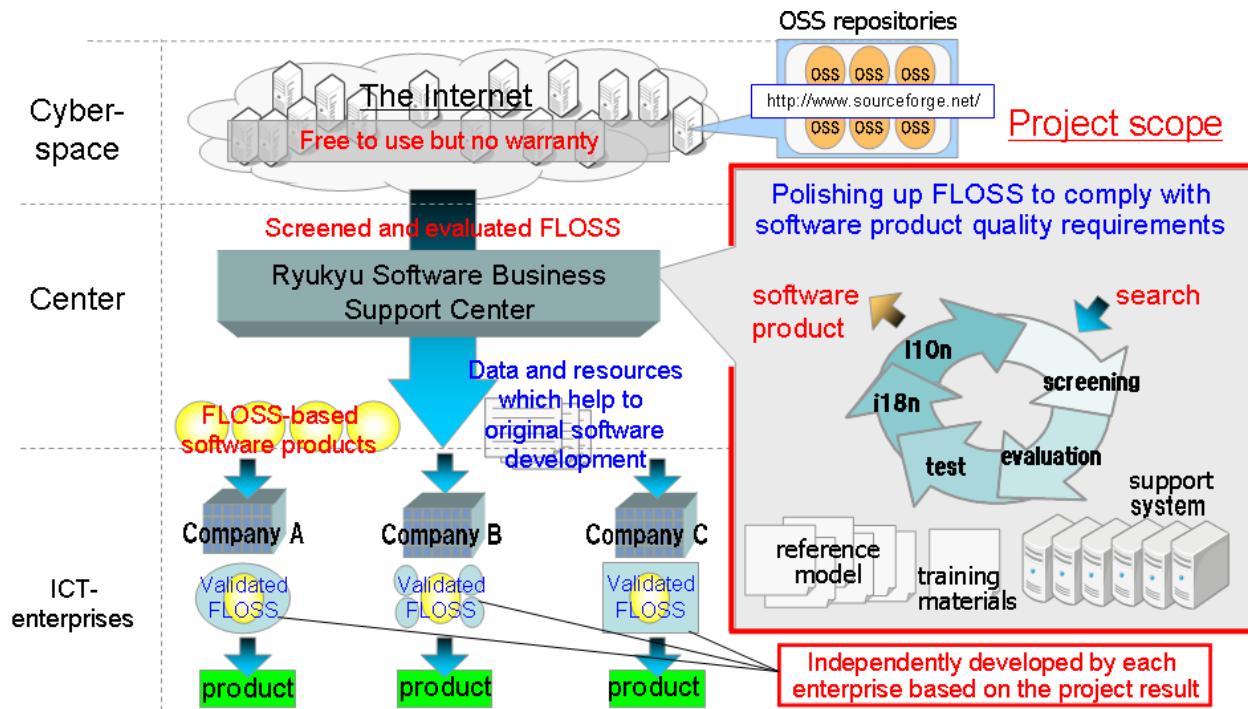 OSS repositories
OSS OSS OSS
http://www.sourceforge.net/
OSS OSS OSS
Cyber-
space
The Internet
Free to use but no warranty
Project scope
Center
Screened and evaluated FLOSS
Ryukyu Software Business
Support Center
Data and resources
which help to
original software
development
FLOSS-based
software products
Polishing up FLOSS to comply with
software product quality requirements
software
product
search
l10n
screening
i18n
evaluation
test
support
system
reference
model
training
materials
ICT-
enterprises
Company A
Company B
Company C
Validated
FLOSS
Validated
FLOSS
Validated
FLOSS
product
product
product
Independently developed by each
enterprise based on the project result